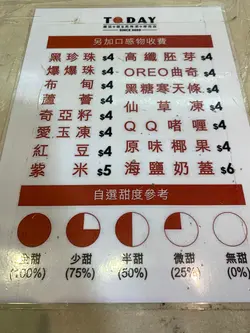 TODAY
SINCE
另加口感物收費
黑珍珠 $4 高纖胚芽 $4
爆爆珠 $4 OREO曲奇 $4
布甸 $4 黑糖寒天條 $4
蘆薈 $4 仙草凍 $4
奇亞籽 $4 QQ啫喱 $4
愛玉凍 $4 原味椰果 $4
紅豆 $4 海鹽奶蓋 $6
紫米 $5
自選甜度參考
全甜 少甜 半甜 微甜 無甜
(100%) (75%) (50%) (25%) (0%)